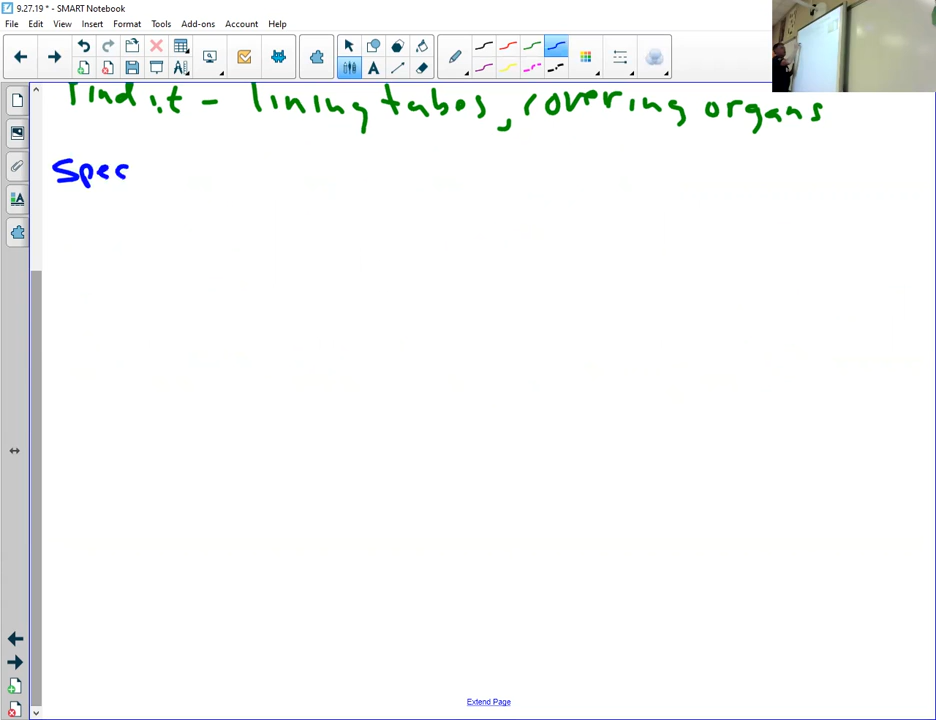 9.27.19 * - SMART Notebook
File Edit View Insert Format Tools Add-ons Account Help
Find it - lining tubes, covering organs
Spec
Extend Page